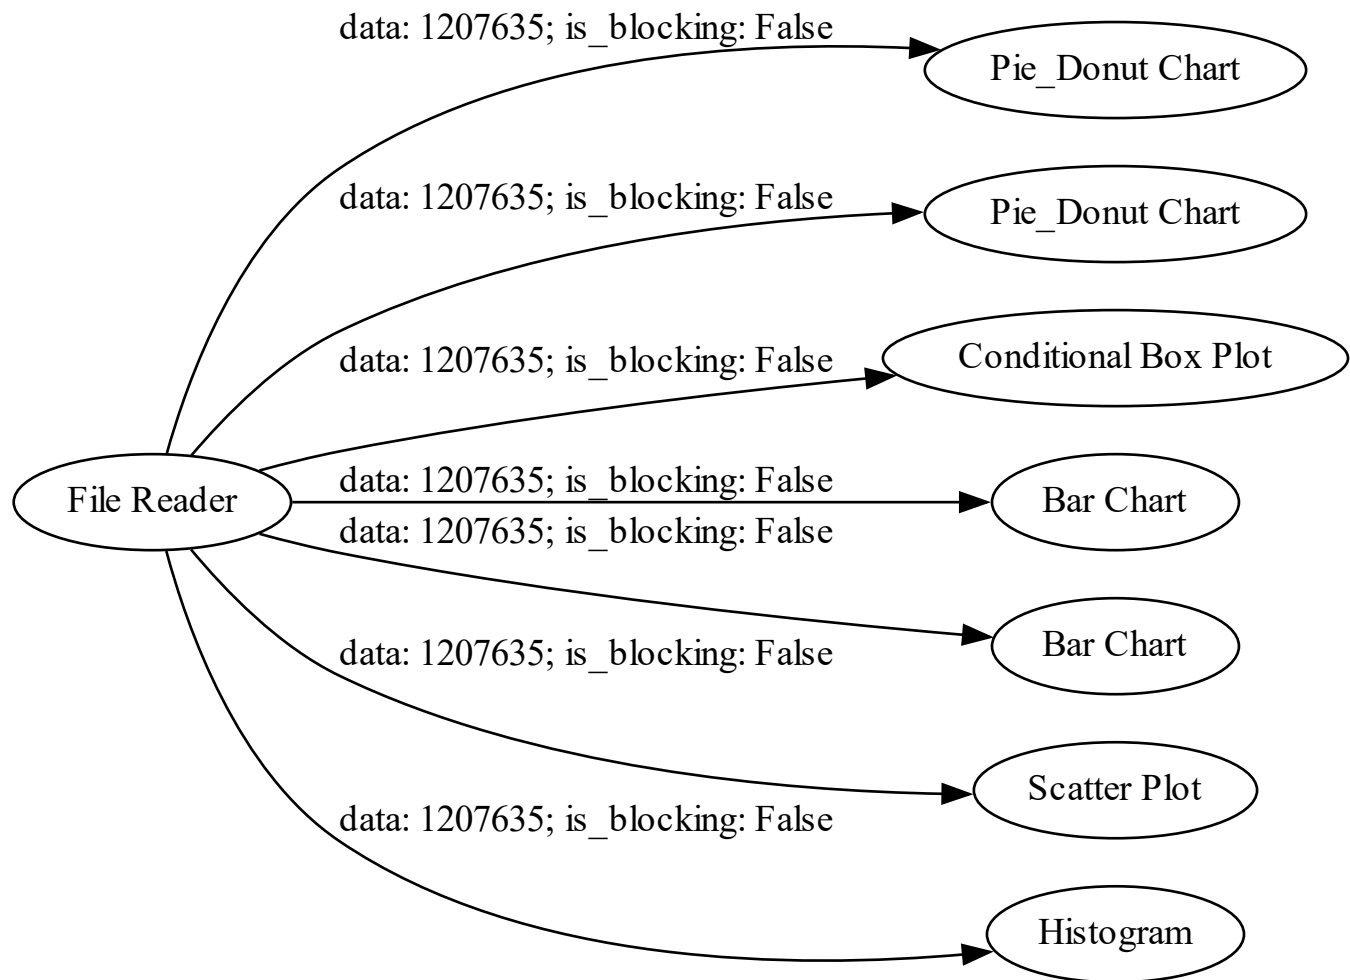 data: 1207635; is_blocking: False
Pie_Donut Chart
data: 1207635; is_blocking: False
Pie_Donut Chart
data: 1207635; is_blocking: False
Conditional Box Plot
data: 1207635; is_blocking: False
File Reader
Bar Chart
data: 1207635; is_blocking: False
Bar Chart
data: 1207635; is_blocking: False
Scatter Plot
data: 1207635; is_blocking: False
Histogram